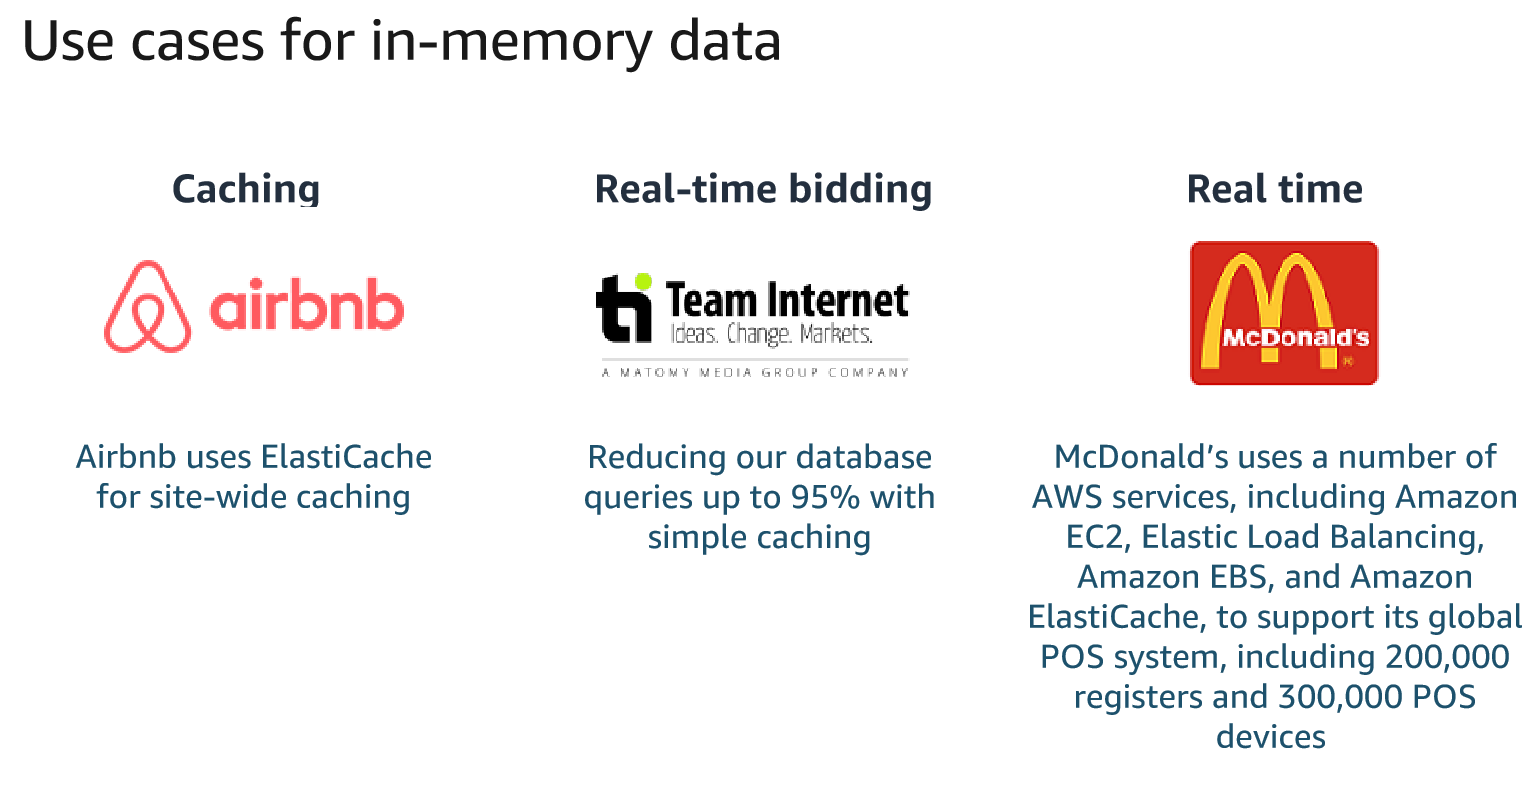 Use cases for in-memory data
Caching
airbnb
Airbnb uses ElastiCache
for site-wide caching
Real-time bidding
ti Team Internet
Ideas. Change. Markets.
A MATOMY MEDIA GROUP COMPANY
Reducing our database
queries up to 95% with
simple caching
Real time
McDonald's
®
McDonald’s uses a number of
AWS services, including Amazon
EC2, Elastic Load Balancing,
Amazon EBS, and Amazon
ElastiCache, to support its global
POS system, including 200,000
registers and 300,000 POS
devices